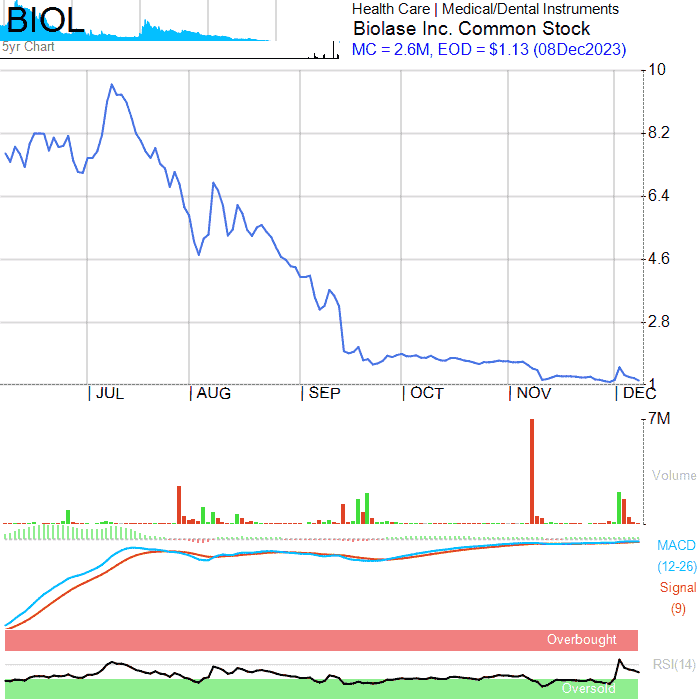 BIOL
5yr Chart
Health Care | Medical/Dental Instruments
Biolase Inc. Common Stock
MC = 2.6M, EOD = $1.13 (08Dec2023)
10
8.2
6.4
4.6
2.8
1
JUL AUG SEP OCT NOV DEC
7M
Volume
MACD
(12-26)
Signal
(9)
Overbought
RSI(14)
Oversold